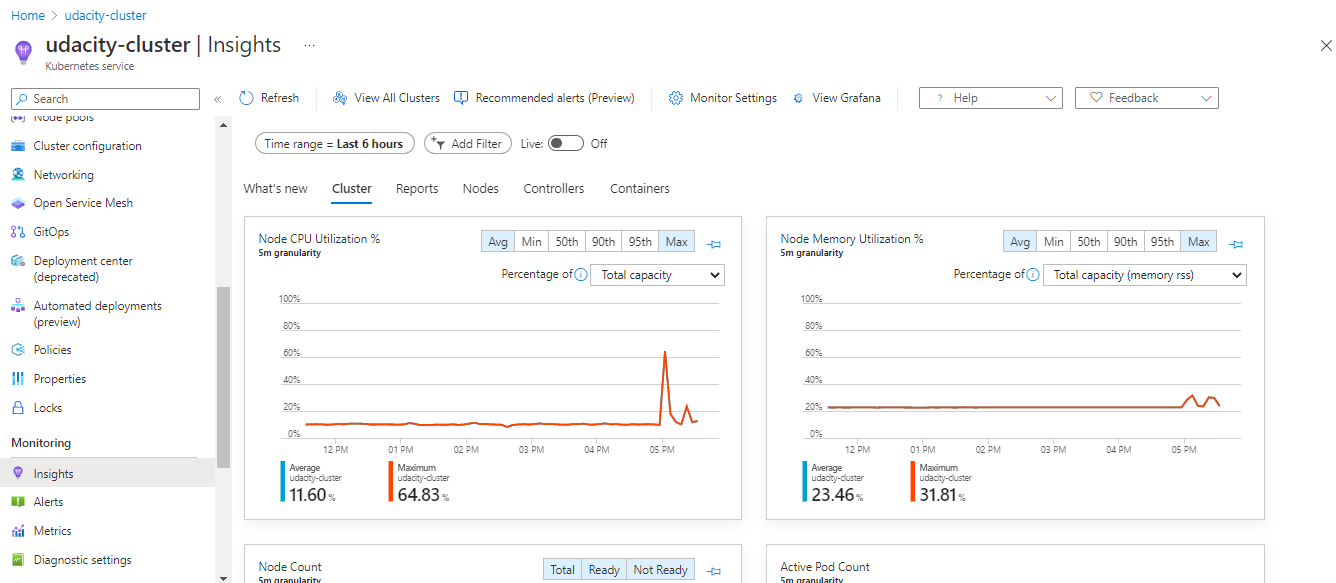 Home > udacity-cluster
udacity-cluster | Insights ...
Kubernetes service
Search
«
Refresh
View All Clusters
Recommended alerts (Preview)
Monitor Settings
View Grafana
? Help
Feedback
Node pools
Cluster configuration
Networking
Open Service Mesh
GitOps
Deployment center
(deprecated)
Automated deployments
(preview)
Policies
Properties
Locks
Monitoring
Insights
Alerts
Metrics
Diagnostic settings
Time range = Last 6 hours
Add Filter
Live: Off
What's new
Cluster
Reports
Nodes
Controllers
Containers
Node CPU Utilization %
5m granularity
Avg Min 50th 90th 95th Max
Percentage of Total capacity
100%
80%
60%
40%
20%
0%
12 PM 01 PM 02 PM 03 PM 04 PM 05 PM
Average
udacity-cluster
11.60 %
Maximum
udacity-cluster
64.83 %
Node Memory Utilization %
5m granularity
Avg Min 50th 90th 95th Max
Percentage of Total capacity (memory rss)
100%
80%
60%
40%
20%
0%
12 PM 01 PM 02 PM 03 PM 04 PM 05 PM
Average
udacity-cluster
23.46 %
Maximum
udacity-cluster
31.81 %
Node Count
5m granularity
Total Ready Not Ready
Active Pod Count
5m granularity